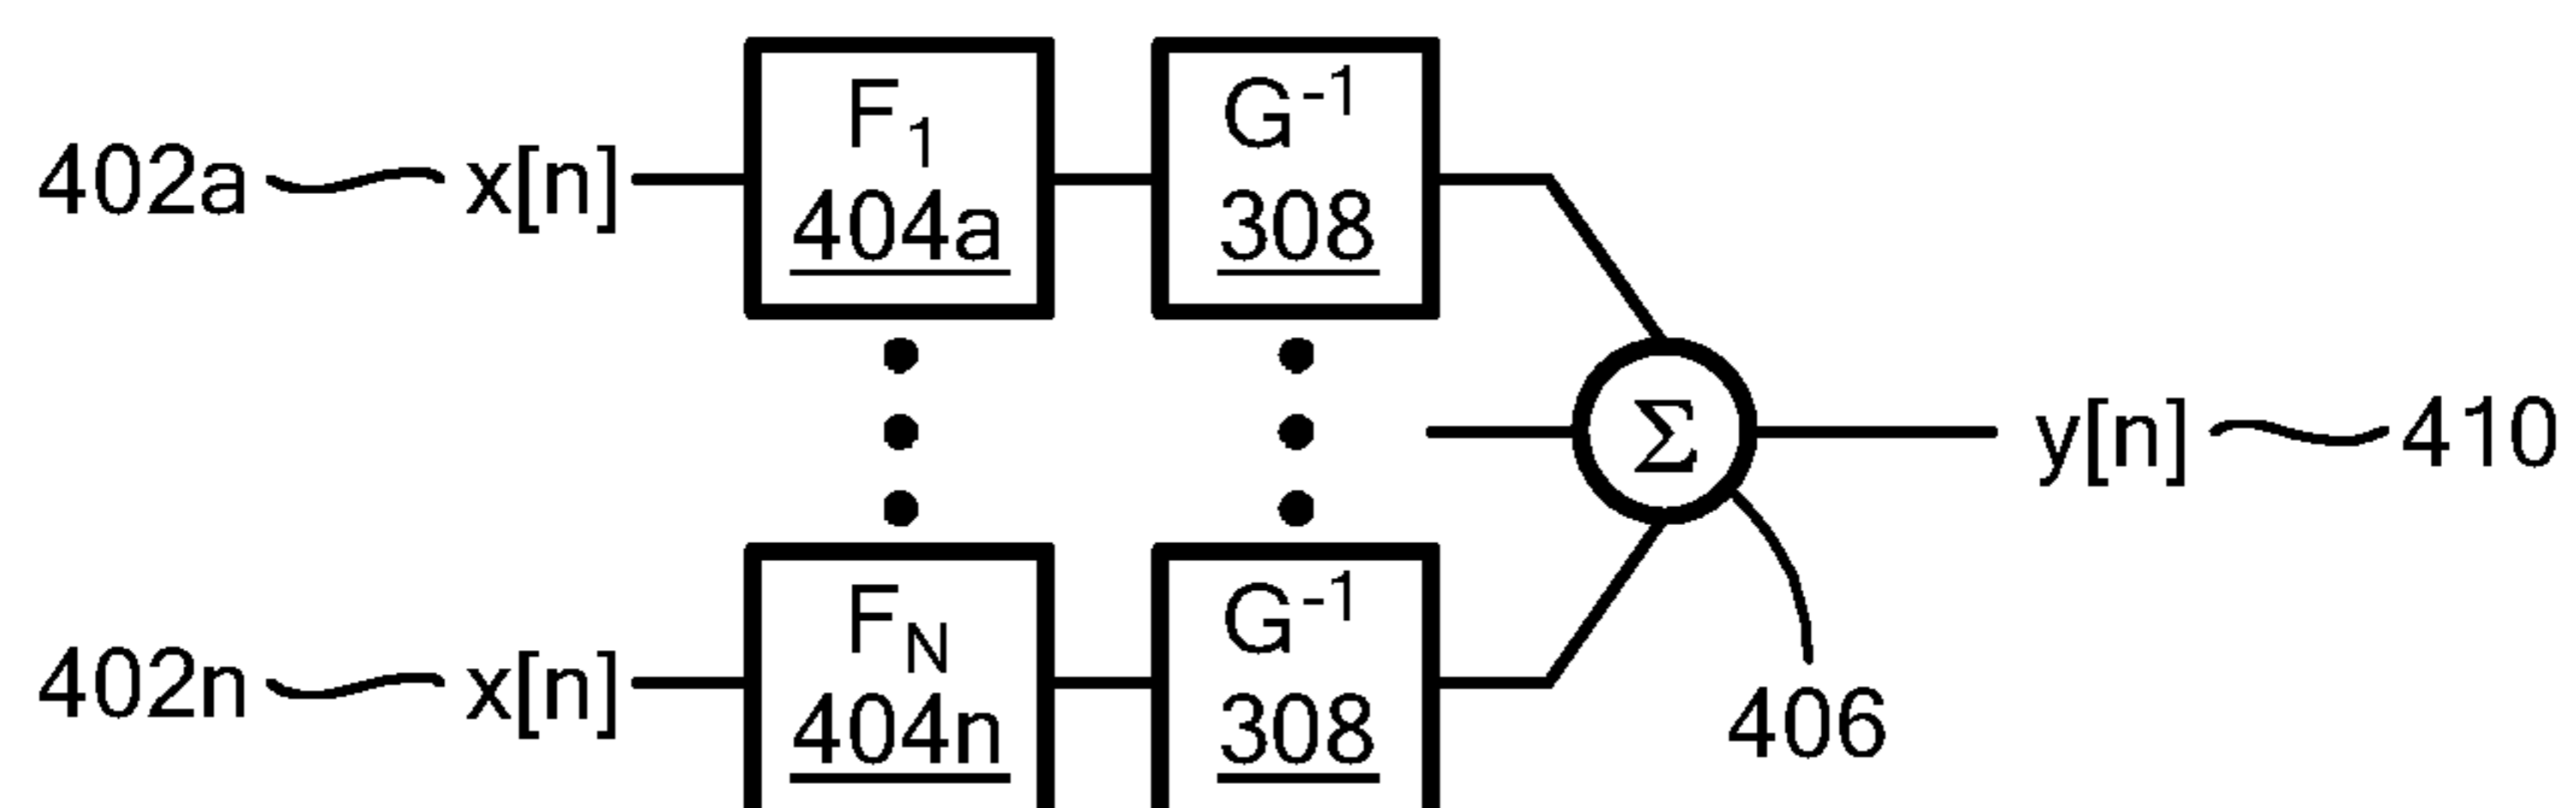 F1 G-1
402a x[n] 404a 308
Σ y[n] 410
FN G-1
402n x[n] 404n 308 406